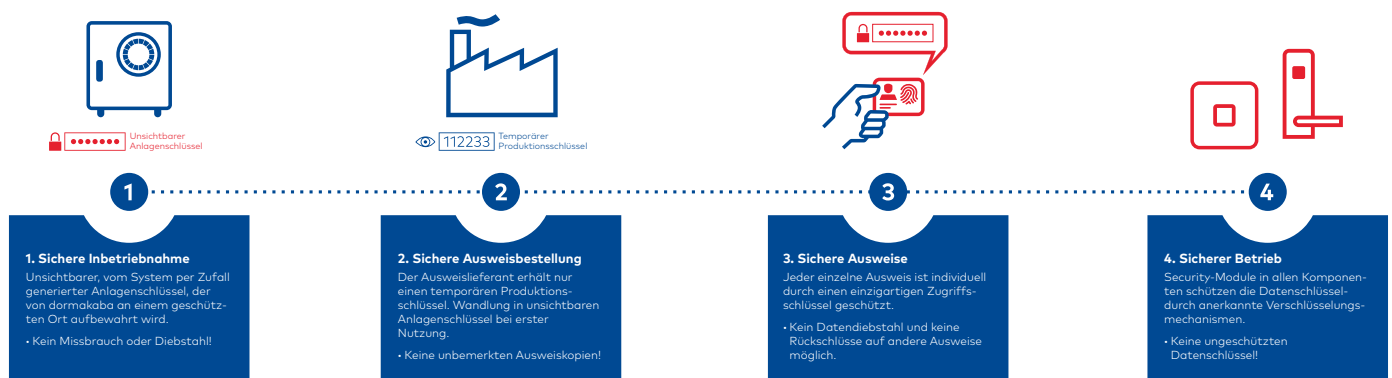 Unsichtbarer
Anlagenschlüssel
112233
Temporärer
Produktionsschlüssel
1
2
3
4
1. Sichere Inbetriebnahme
Unsichtbarer, vom System per Zufall
generierter Anlagenschlüssel, der
von dormakaba an einem geschütz-
ten Ort aufbewahrt wird.
• Kein Missbrauch oder Diebstahl!
2. Sichere Ausweisbestellung
Der Ausweislieferant erhält nur
einen temporären Produktions-
schlüssel. Wandlung in unsichtbaren
Anlagenschlüssel bei erster
Nutzung.
• Keine unbemerkten Ausweiskopien!
3. Sichere Ausweise
Jeder einzelne Ausweis ist individuell
durch einen einzigartigen Zugriffs-
schlüssel geschützt.
• Kein Datendiebstahl und keine
Rückschlüsse auf andere Ausweise
möglich.
4. Sicherer Betrieb
Security-Module in allen Komponen-
ten schützen die Datenschlüssel-
durch anerkannte Verschlüsselungs-
mechanismen.
• Keine ungeschützten
Datenschlüssel!